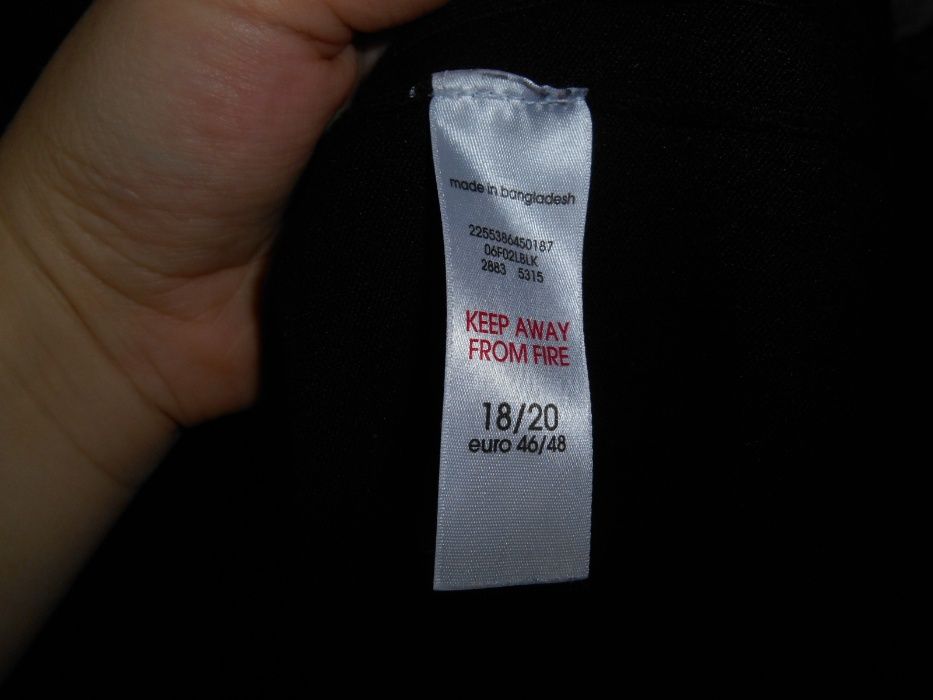 made in bangladesh
2255386450187
06F02LBLK
2883 5315
KEEP AWAY
FROM FIRE
18/20
euro 46/48